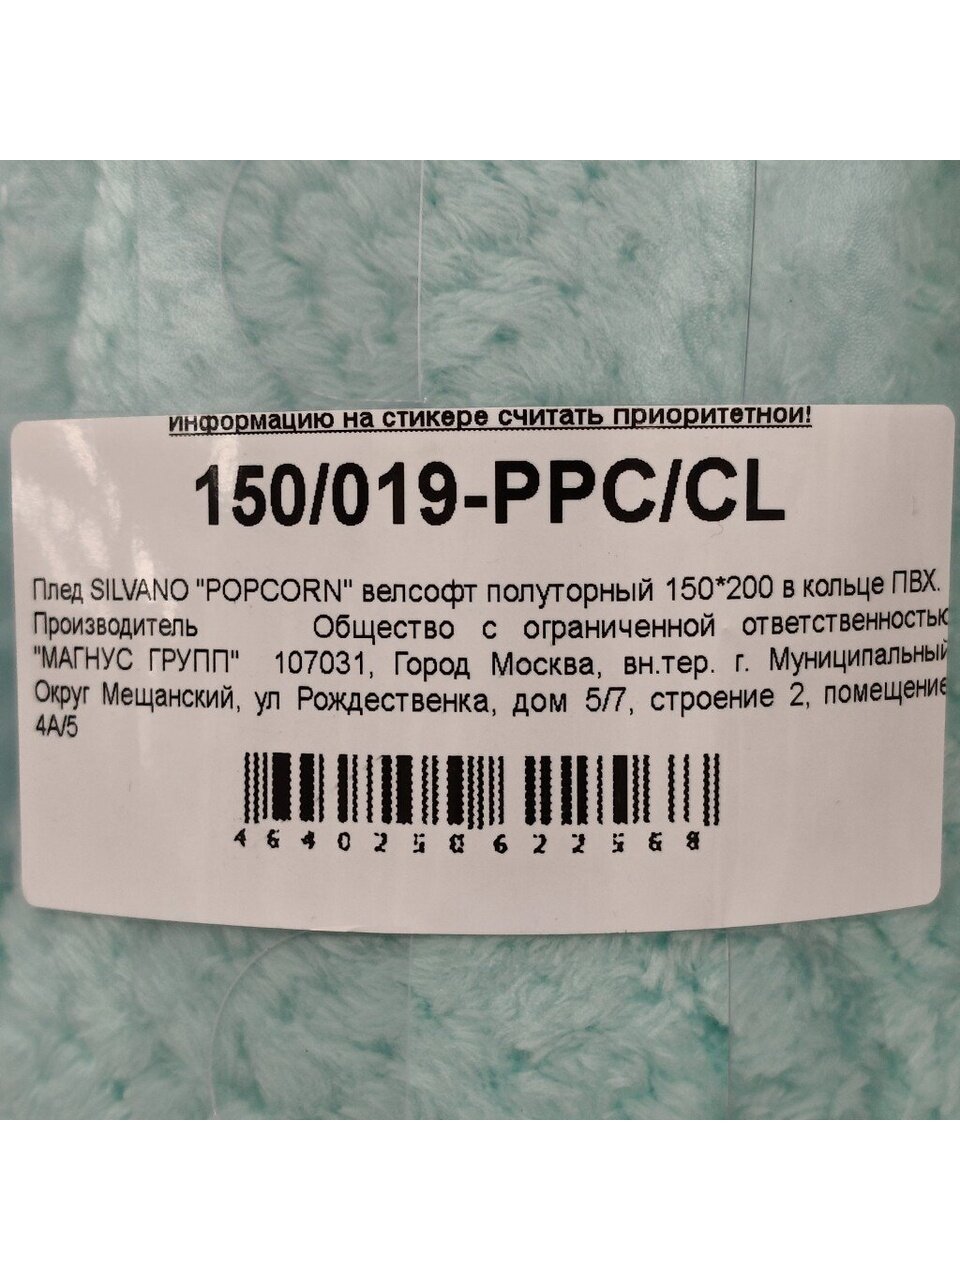 информацию на стикере считать приоритетной!
150/019-PPC/CL
Плед SILVANO "POPCORN" велсофт полуторный 150*200 в кольце ПВХ.
Производитель Общество с ограниченной ответственностью
"МАГНУС ГРУПП" 107031, Город Москва, вн.тер. г. Муниципальный
Округ Мещанский, ул Рождественка, дом 5/7, строение 2, помещение
4А/5
4640250622568